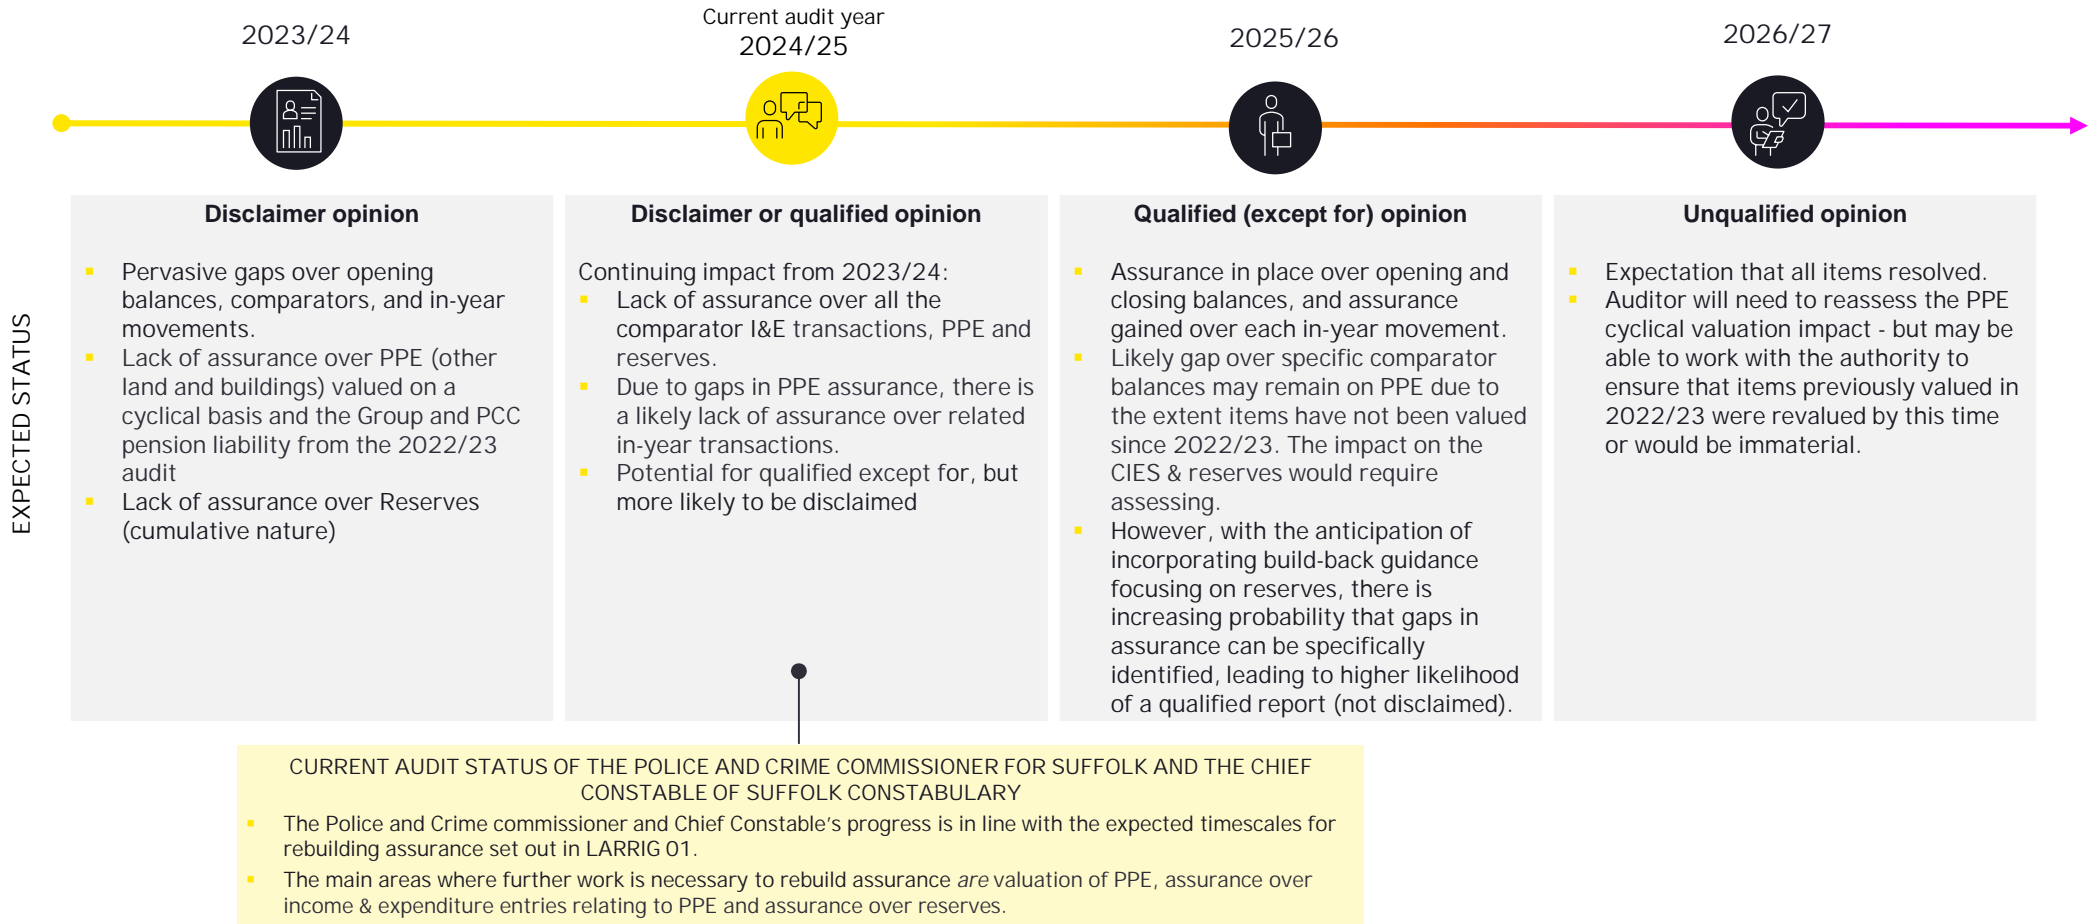 2023/24
Current audit year
2024/25
2025/26
2026/27
EXPECTED STATUS
Disclaimer opinion
▪ Pervasive gaps over opening
balances, comparators, and in-year
movements.
▪ Lack of assurance over PPE (other
land and buildings) valued on a
cyclical basis and the Group and PCC
pension liability from the 2022/23
audit
▪ Lack of assurance over Reserves
(cumulative nature)
Disclaimer or qualified opinion
Continuing impact from 2023/24:
▪ Lack of assurance over all the
comparator I&E transactions, PPE and
reserves.
▪ Due to gaps in PPE assurance, there is
a likely lack of assurance over related
in-year transactions.
▪ Potential for qualified except for, but
more likely to be disclaimed
Qualified (except for) opinion
▪ Assurance in place over opening and
closing balances, and assurance
gained over each in-year movement.
▪ Likely gap over specific comparator
balances may remain on PPE due to
the extent items have not been valued
since 2022/23. The impact on the
CIES & reserves would require
assessing.
▪ However, with the anticipation of
incorporating build-back guidance
focusing on reserves, there is
increasing probability that gaps in
assurance can be specifically
identified, leading to higher likelihood
of a qualified report (not disclaimed).
Unqualified opinion
▪ Expectation that all items resolved.
▪ Auditor will need to reassess the PPE
cyclical valuation impact - but may be
able to work with the authority to
ensure that items previously valued in
2022/23 were revalued by this time
or would be immaterial.
CURRENT AUDIT STATUS OF THE POLICE AND CRIME COMMISSIONER FOR SUFFOLK AND THE CHIEF
CONSTABLE OF SUFFOLK CONSTABULARY
▪ The Police and Crime commissioner and Chief Constable’s progress is in line with the expected timescales for
rebuilding assurance set out in LARRIG 01.
▪ The main areas where further work is necessary to rebuild assurance are valuation of PPE, assurance over
income & expenditure entries relating to PPE and assurance over reserves.